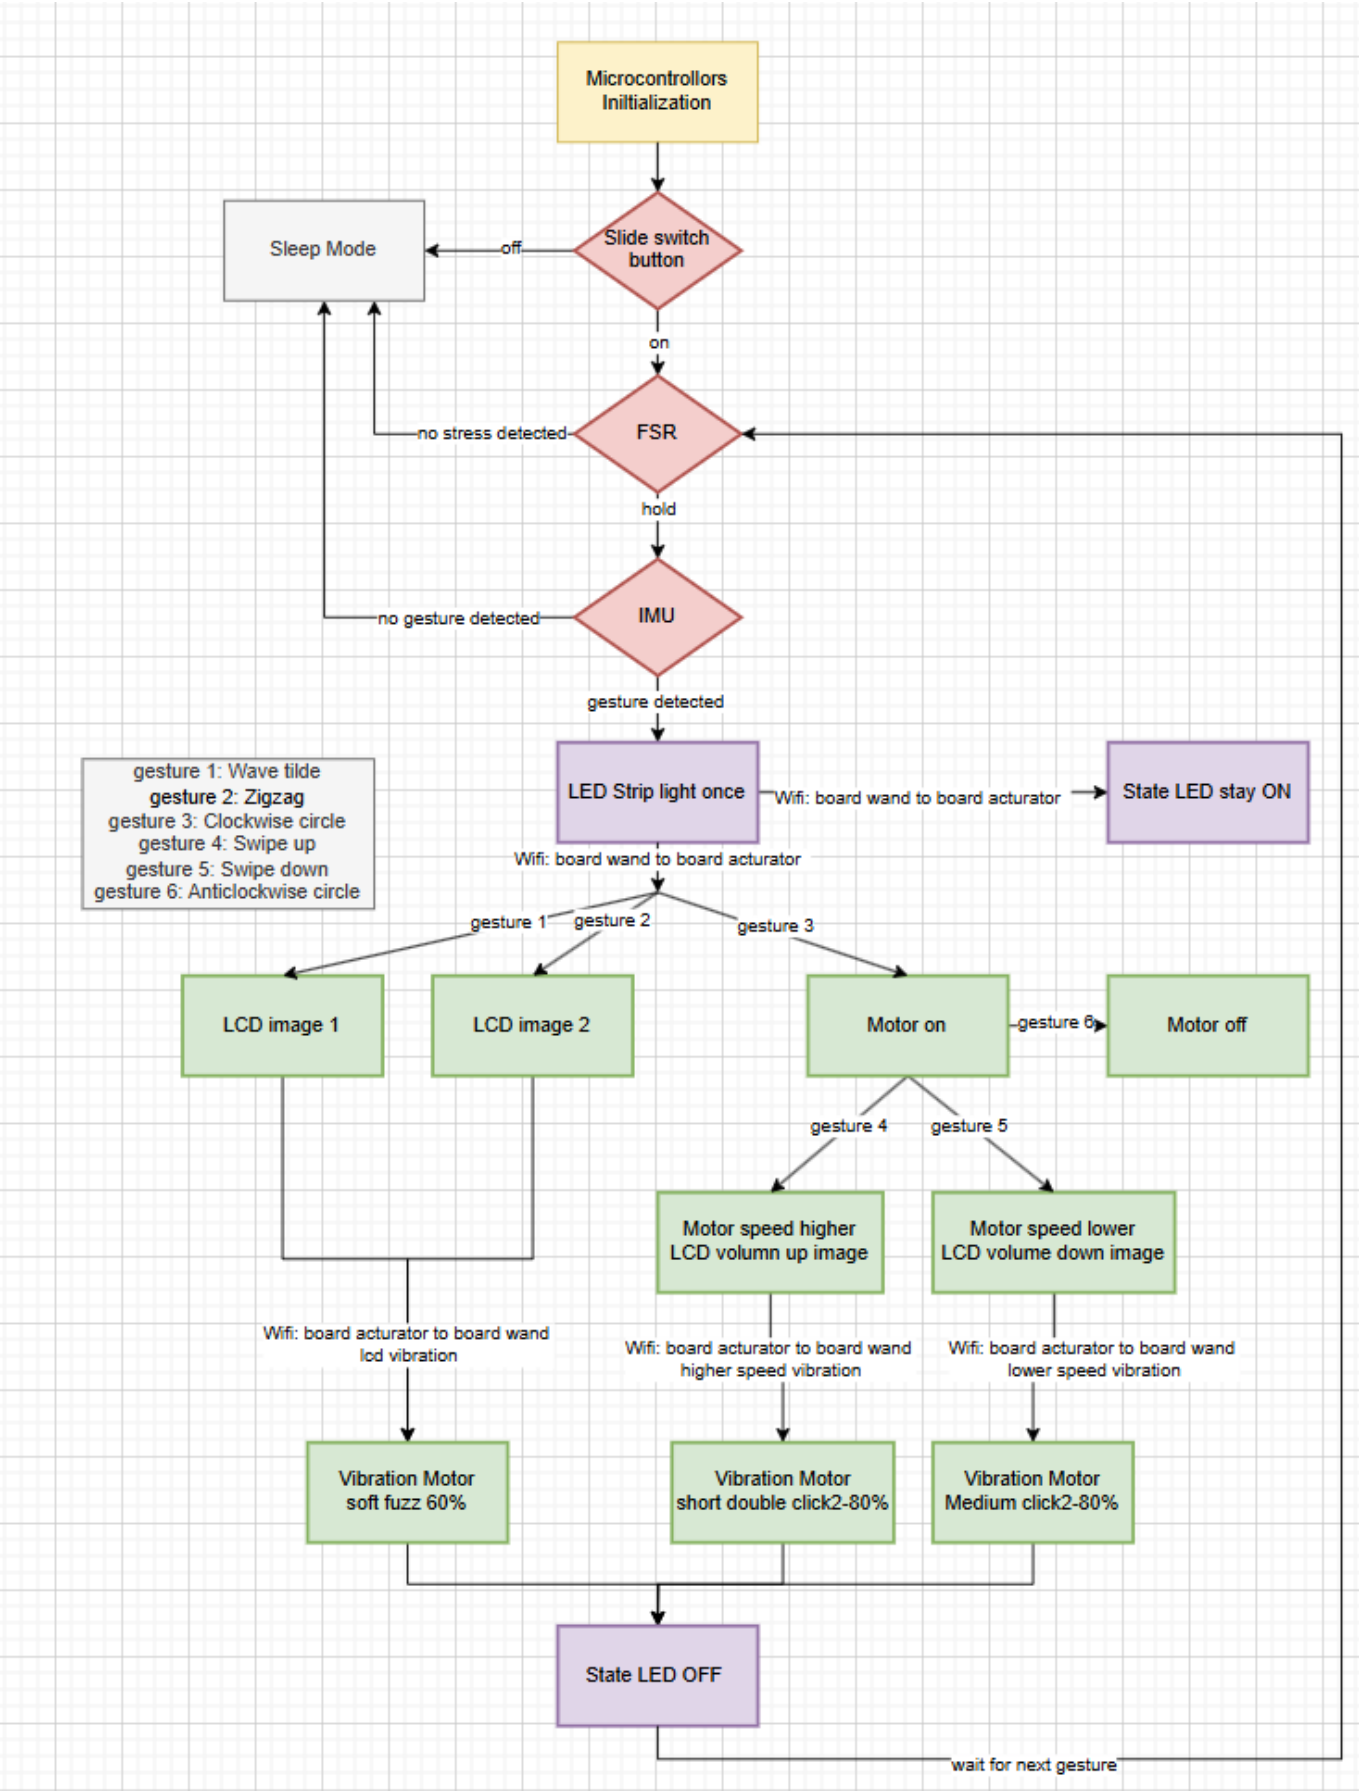 Microcontrollors
Iniltialization
Slide switch
button
off
Sleep Mode
on
FSR
no stress detected
hold
IMU
no gesture detected
gesture detected
LED Strip light once
Wifi: board wand to board acturator
State LED stay ON
gesture 1: Wave tilde
gesture 2: Zigzag
gesture 3: Clockwise circle
gesture 4: Swipe up
gesture 5: Swipe down
gesture 6: Anticlockwise circle
Wifi: board wand to board acturator
gesture 1
gesture 2
gesture 3
LCD image 1
LCD image 2
Motor on
gesture 6
Motor off
gesture 4
gesture 5
Motor speed higher
LCD volumn up image
Motor speed lower
LCD volume down image
Wifi: board acturator to board wand
lcd vibration
Wifi: board acturator to board wand
higher speed vibration
Wifi: board acturator to board wand
lower speed vibration
Vibration Motor
soft fuzz 60%
Vibration Motor
short double click2-80%
Vibration Motor
Medium click2-80%
State LED OFF
wait for next gesture